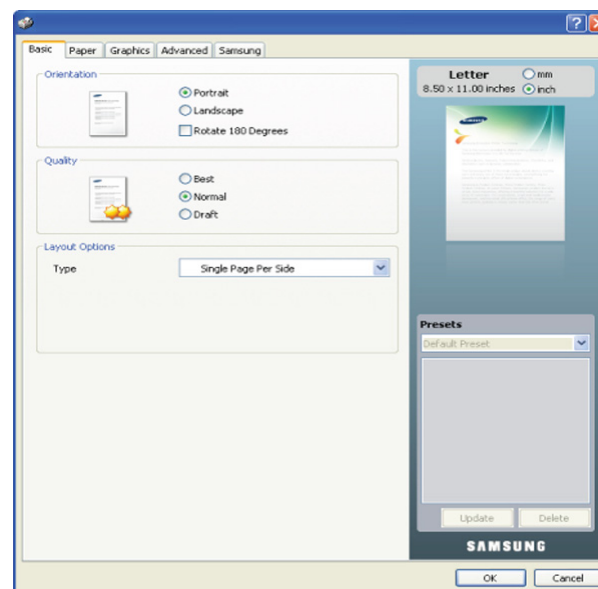 Basic Paper Graphics Advanced Samsung
Orientation
Portrait
Landscape
Rotate 180 Degrees
Quality
Best
Normal
Draft
Layout Options
Type Single Page Per Side
Letter mm
8.50 x 11.00 inches inch
SAMSUNG
Presets
Default Preset
Update Delete
SAMSUNG
OK Cancel